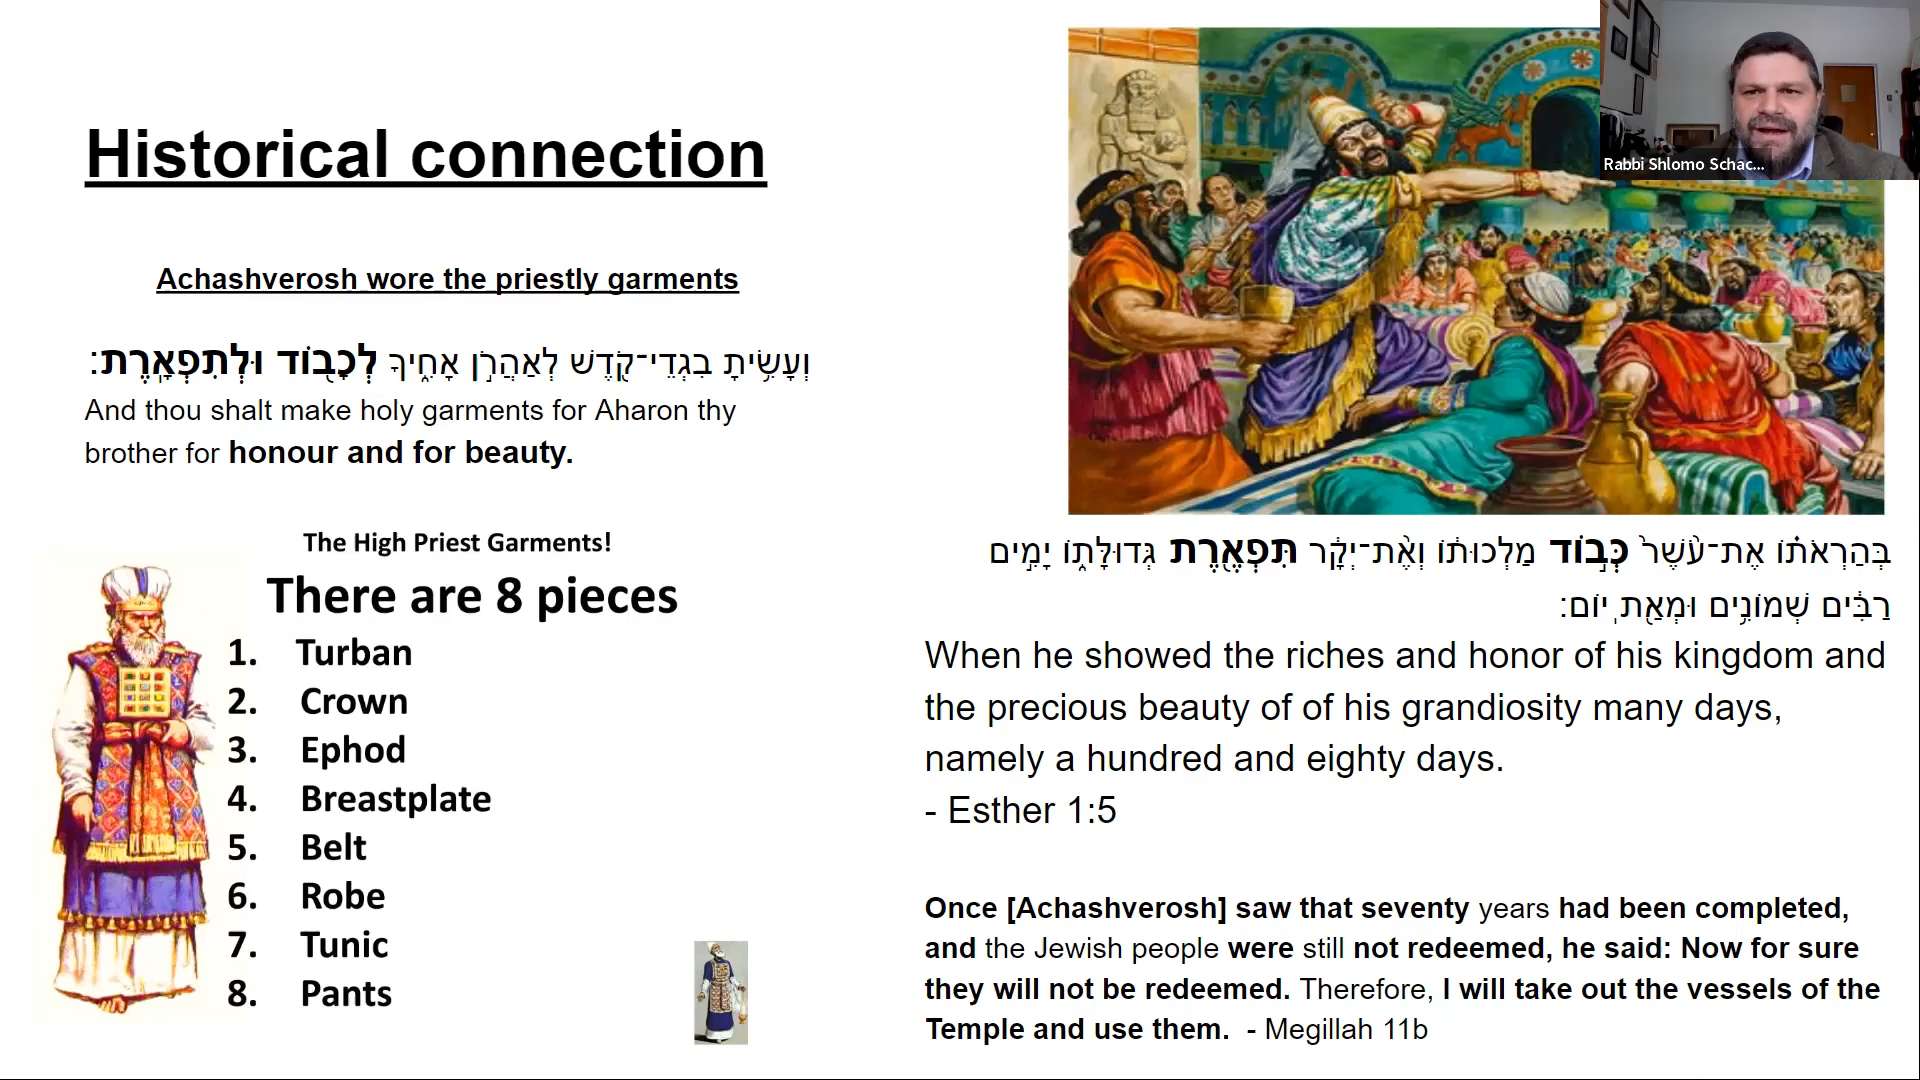 Historical connection
Achashverosh wore the priestly garments
וְעָשִׂ֥יתָ בִגְדֵי־קֹ֖דֶשׁ לְאַהֲרֹ֣ן אָחִ֑יךָ לְכָב֖וֹד וּלְתִפְאָֽרֶת׃
And thou shalt make holy garments for Aharon thy
brother for honour and for beauty.
The High Priest Garments!
There are 8 pieces
1. Turban
2. Crown
3. Ephod
4. Breastplate
5. Belt
6. Robe
7. Tunic
8. Pants
Rabbi Shlomo Schac...
בְּהַרְאֹת֗וֹ אֶת־עֹ֙שֶׁר֙ כְּב֣וֹד מַלְכוּת֔וֹ וְאֶ֨ת־יְקָ֔ר תִּפְאֶ֖רֶת גְּדוּלָּת֑וֹ יָמִ֣ים
רַבִּ֔ים שְׁמוֹנִ֥ים וּמְאַ֖ת יֽוֹם׃
When he showed the riches and honor of his kingdom and
the precious beauty of of his grandiosity many days,
namely a hundred and eighty days.
- Esther 1:5
Once [Achashverosh] saw that seventy years had been completed,
and the Jewish people were still not redeemed, he said: Now for sure
they will not be redeemed. Therefore, I will take out the vessels of the
Temple and use them. - Megillah 11b